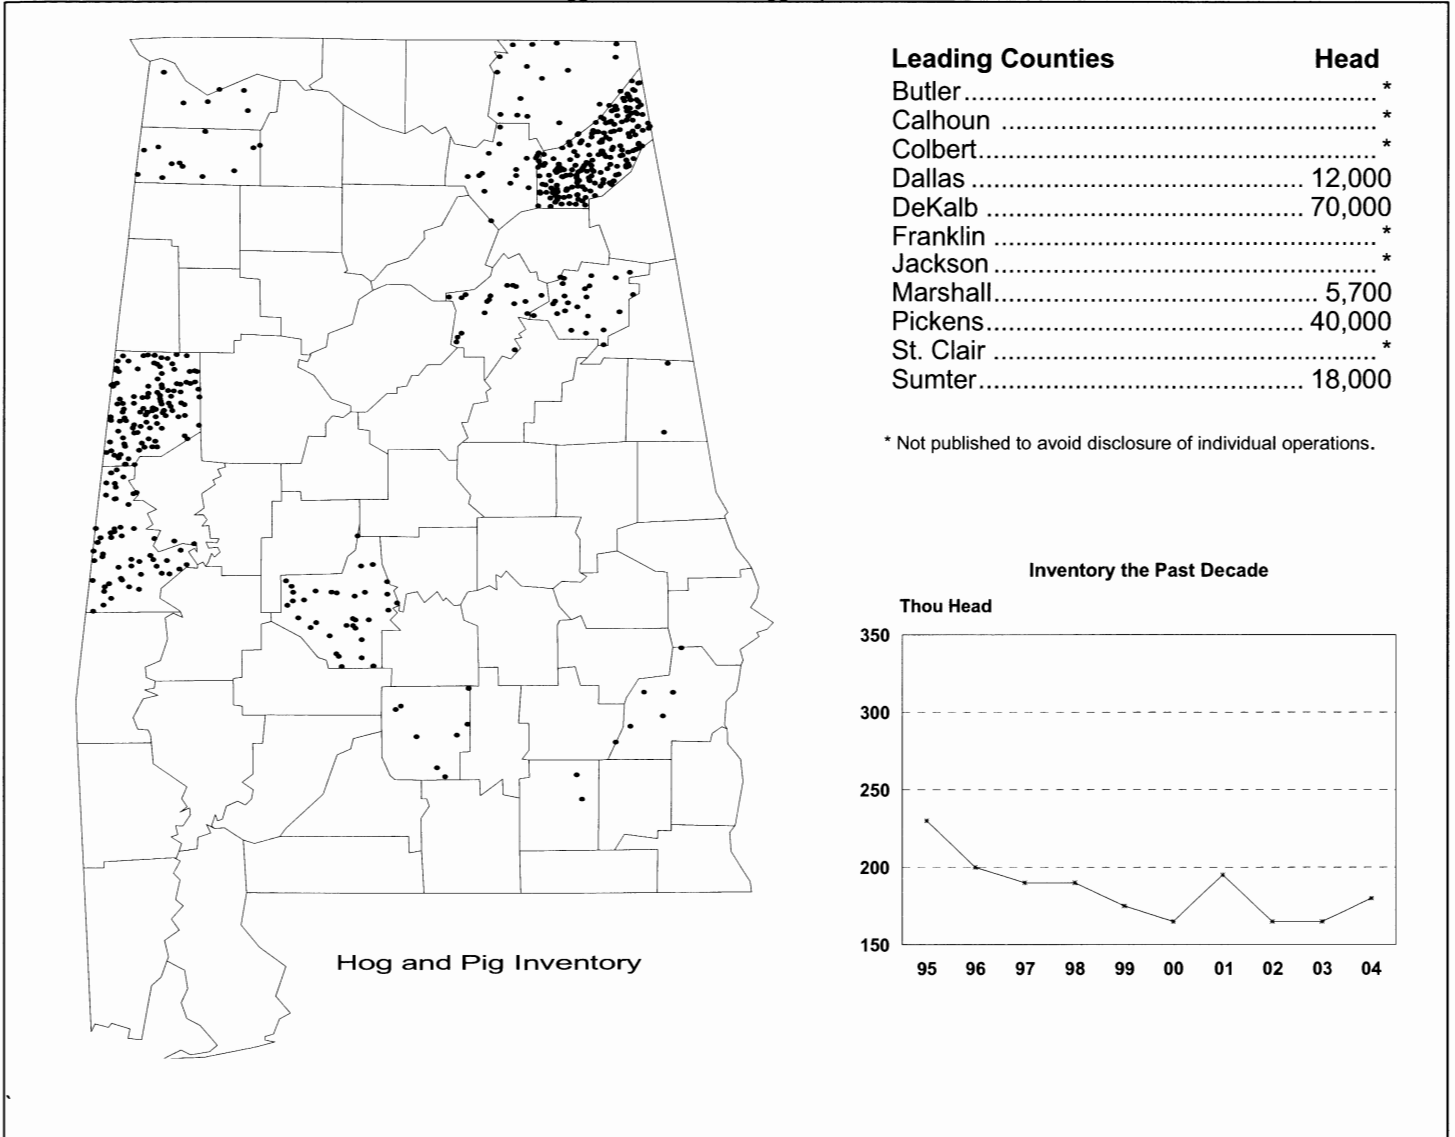 Leading Counties Head
Butler........................................................ *
Calhoun ................................................... *
Colbert...................................................... *
Dallas ............................................. 12,000
DeKalb ........................................... 70,000
Franklin .................................................... *
Jackson.................................................... *
Marshall............................................ 5,700
Pickens........................................... 40,000
St. Clair .................................................... *
Sumter............................................ 18,000
* Not published to avoid disclosure of individual operations.
Inventory the Past Decade
Thou Head
350
300
250
200
150
95 96 97 98 99 00 01 02 03 04
Hog and Pig Inventory